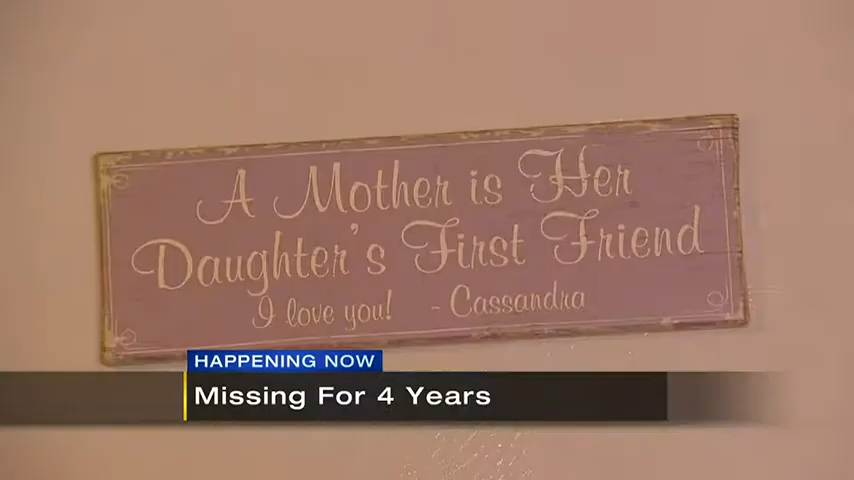 A Mother is Her
Daughter's First Friend
I love you! - Cassandra
HAPPENING NOW
Missing For 4 Years